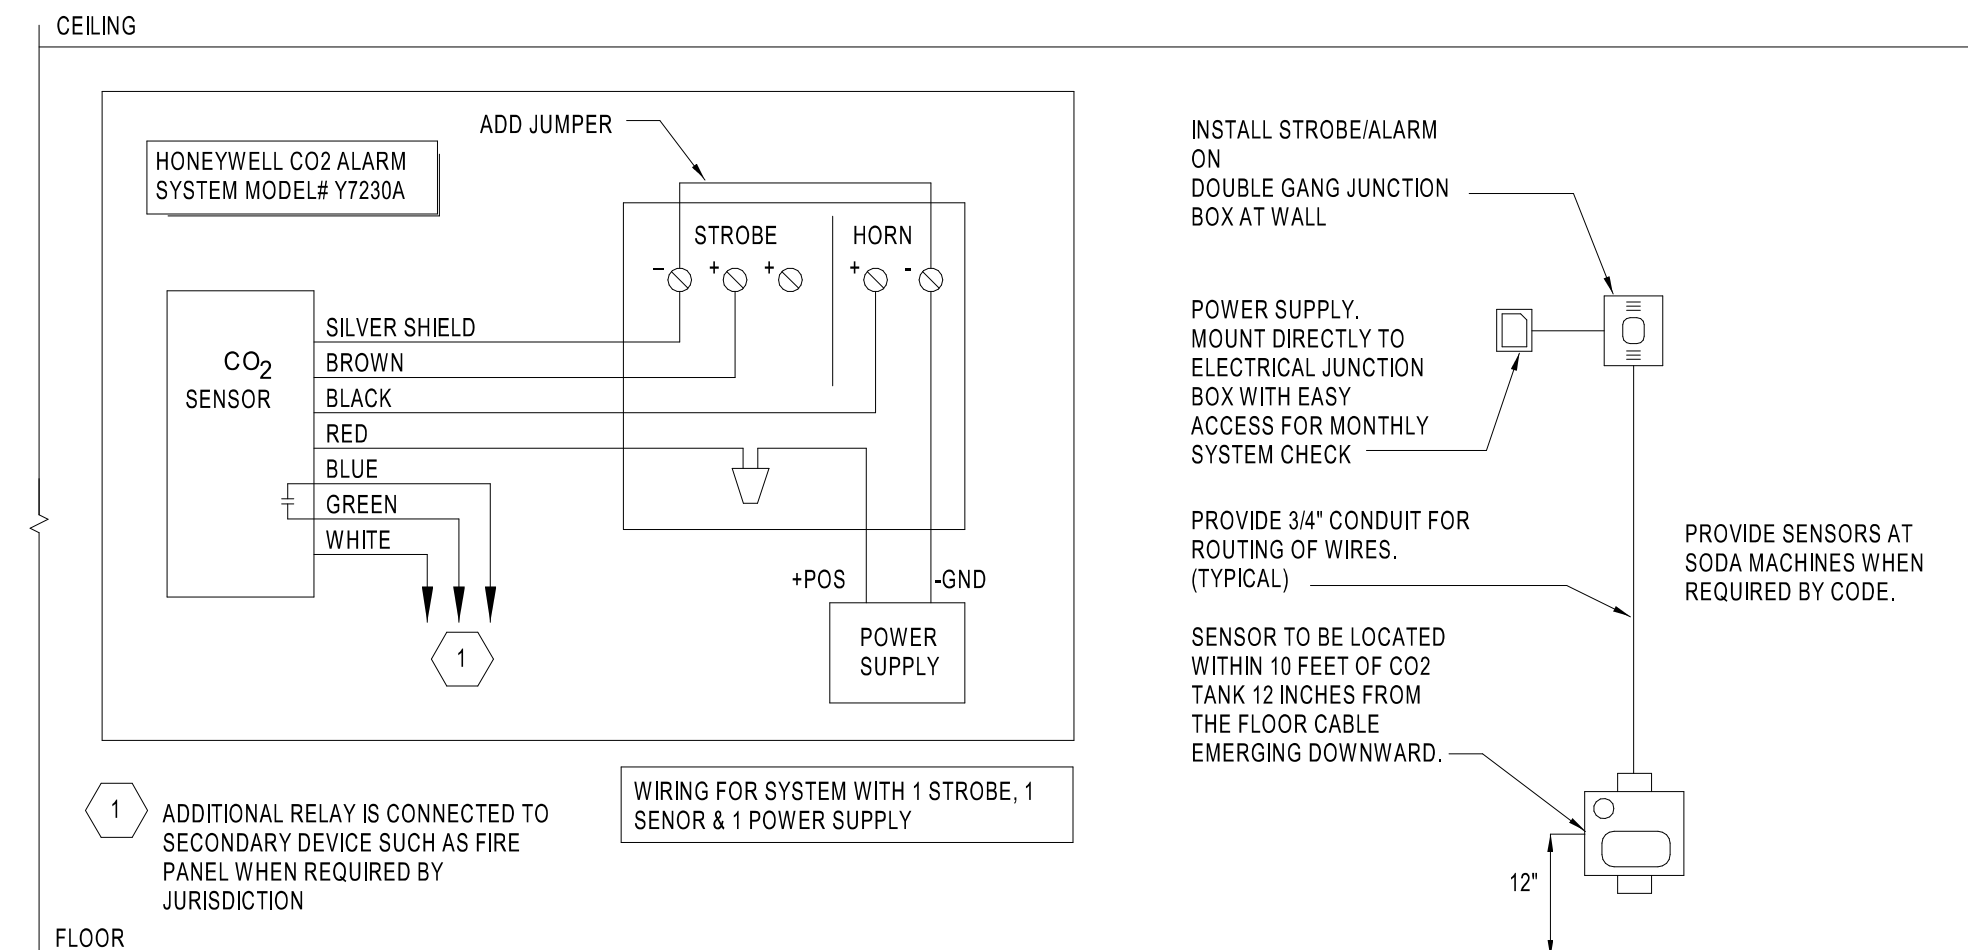 CEILING
HONEYWELL CO2 ALARM
SYSTEM MODEL# Y7230A
ADD JUMPER
STROBE
HORN
– + + + -
CO2
SENSOR
SILVER SHIELD
BROWN
BLACK
RED
BLUE
GREEN
WHITE
1
+POS
-GND
POWER
SUPPLY
1
ADDITIONAL RELAY IS CONNECTED TO
SECONDARY DEVICE SUCH AS FIRE
PANEL WHEN REQUIRED BY
JURISDICTION
WIRING FOR SYSTEM WITH 1 STROBE, 1
SENOR & 1 POWER SUPPLY
FLOOR
INSTALL STROBE/ALARM
ON
DOUBLE GANG JUNCTION
BOX AT WALL
POWER SUPPLY.
MOUNT DIRECTLY TO
ELECTRICAL JUNCTION
BOX WITH EASY
ACCESS FOR MONTHLY
SYSTEM CHECK
PROVIDE 3/4" CONDUIT FOR
ROUTING OF WIRES.
(TYPICAL)
SENSOR TO BE LOCATED
WITHIN 10 FEET OF CO2
TANK 12 INCHES FROM
THE FLOOR CABLE
EMERGING DOWNWARD.
12"
PROVIDE SENSORS AT
SODA MACHINES WHEN
REQUIRED BY CODE.